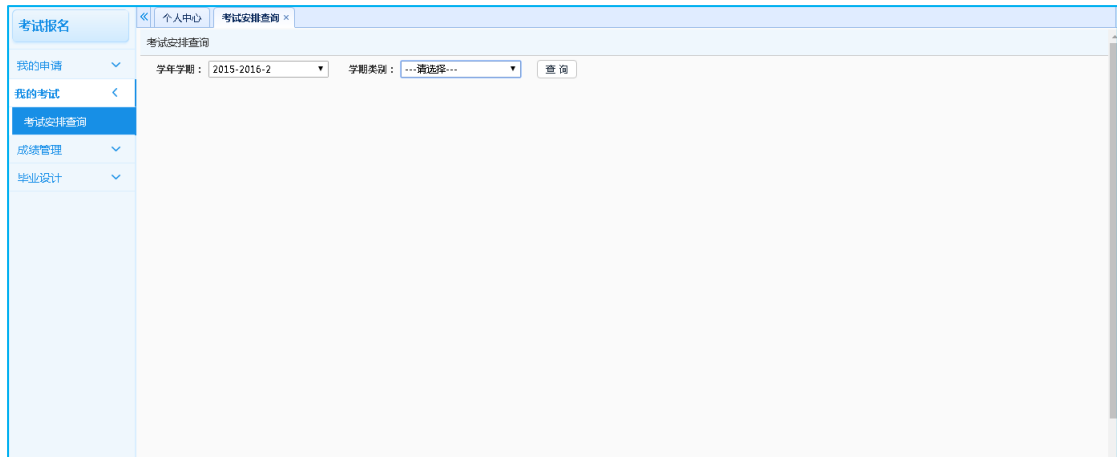 考试报名
我的申请
我的考试
考试安排查询
成绩管理
毕业设计
个人中心 考试安排查询 ×
考试安排查询
学年学期： 2015-2016-2 学期类别： ---请选择--- 查 询